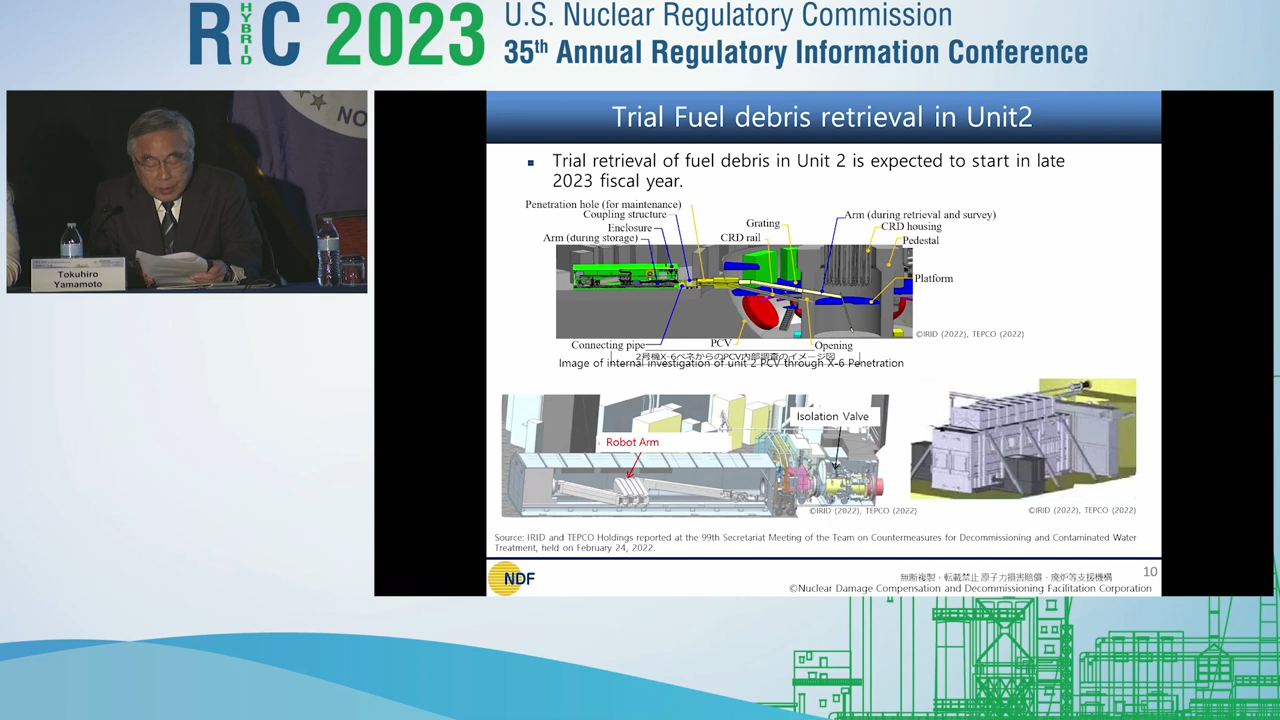 RIC 2023
HYBRID
U.S. Nuclear Regulatory Commission
35th Annual Regulatory Information Conference
NO
Tokuhiro
Yamamoto
Trial Fuel debris retrieval in Unit2
Trial retrieval of fuel debris in Unit 2 is expected to start in late
2023 fiscal year.
Penetration hole (for maintenance)
Coupling structure
Enclosure
Arm (during storage)
Grating
CRD rail
Arm (during retrieval and survey)
CRD housing
Pedestal
Platform
Connecting pipe
PCV
Opening
©IRID (2022), TEPCO (2022)
2号機X-6ペネからのPCV内部調査のイメージ図
Image of internal investigation of unit 2 PCV through X-6 Penetration
Robot Arm
Isolation Valve
©IRID (2022), TEPCO (2022)
©IRID (2022), TEPCO (2022)
Source: IRID and TEPCO Holdings reported at the 99th Secretariat Meeting of the Team on Countermeasures for Decommissioning and Contaminated Water
Treatment, held on February 24, 2022.
NDF
10
無断複製・転載禁止 原子力損害賠償・廃炉等支援機構
©Nuclear Damage Compensation and Decommissioning Facilitation Corporation